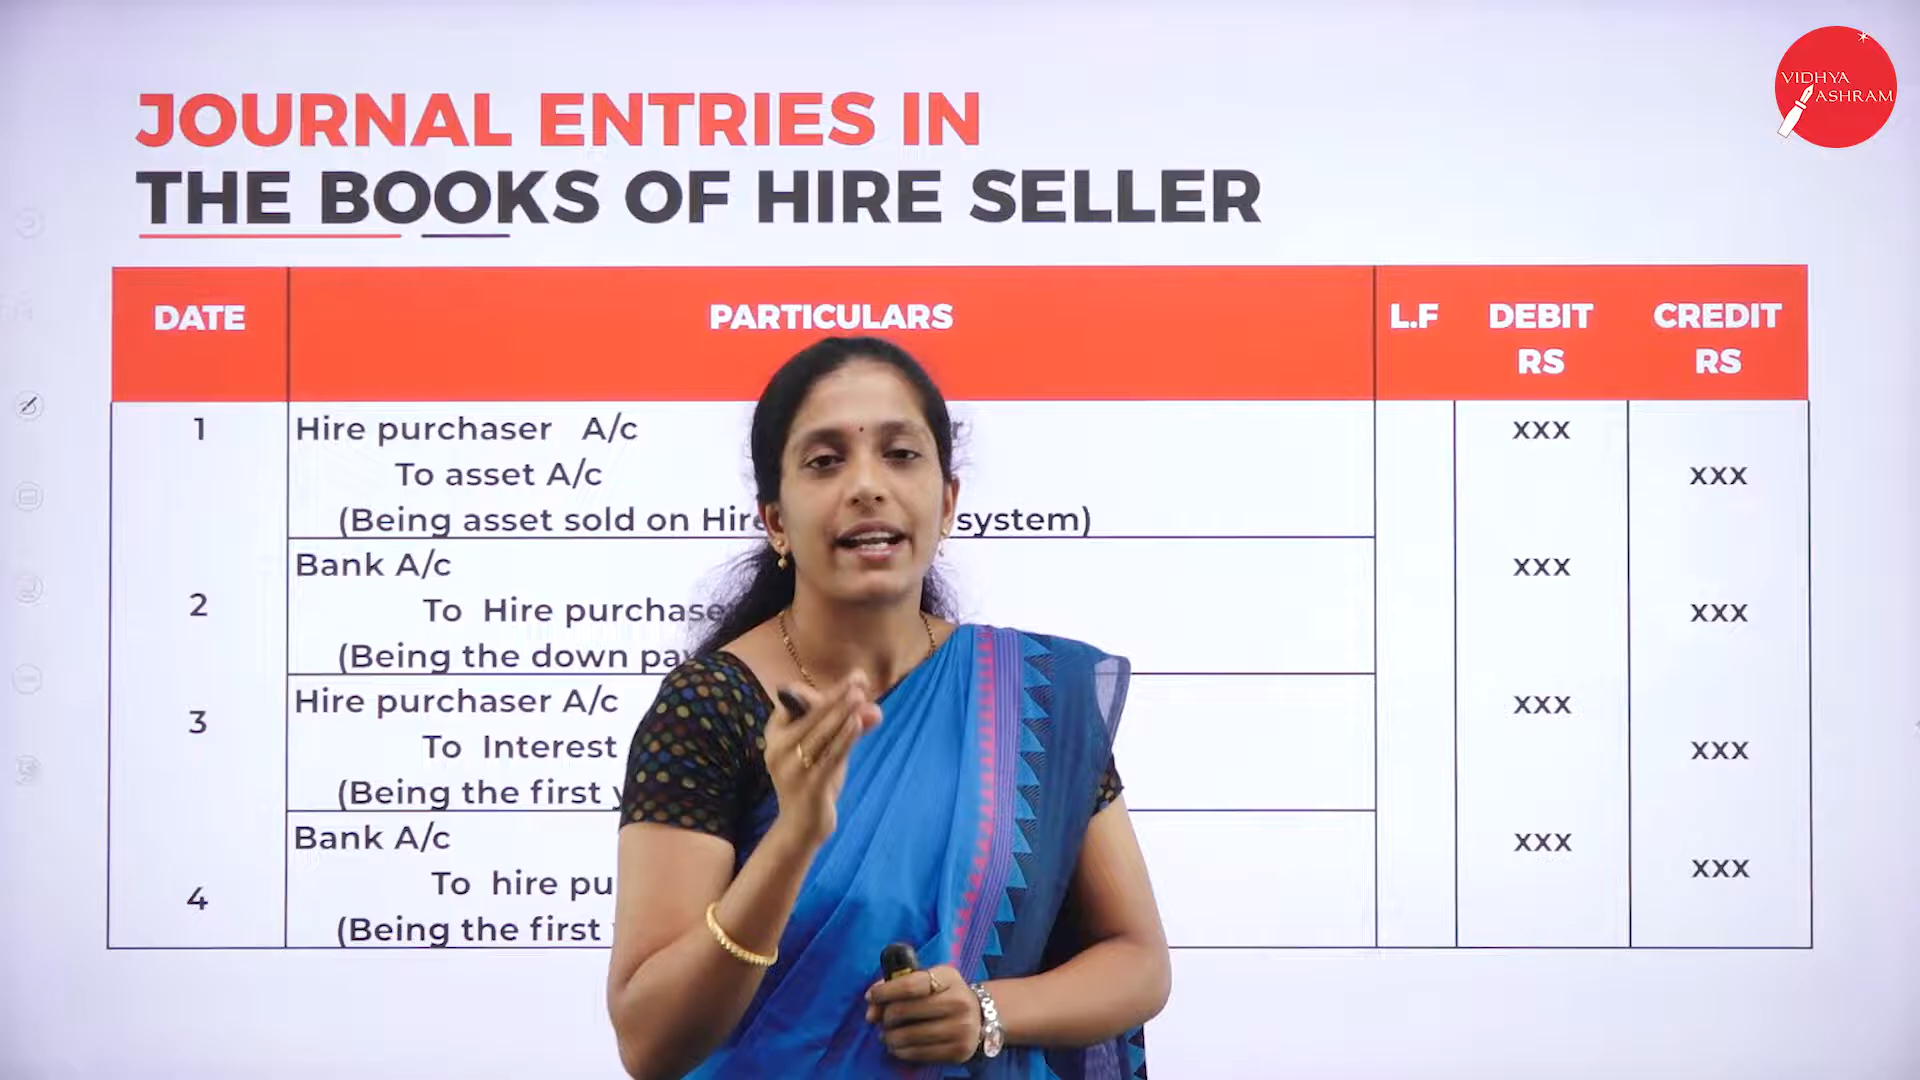 VIDHYA
ASHRAM
JOURNAL ENTRIES IN
THE BOOKS OF HIRE SELLER
DATE PARTICULARS L.F DEBIT RS CREDIT RS
1 Hire purchaser A/c xxx
To asset A/c xxx
(Being asset sold on Hire system)
Bank A/c xxx
2 To Hire xxx
(Being the down
Hire purchaser A/c xxx
3 To Interest xxx
(Being the first
Bank A/c xxx
To hire xxx
4
(Being the first